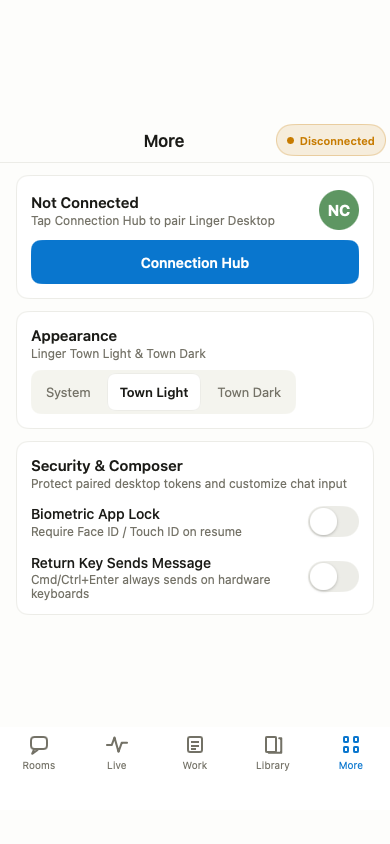 More
Disconnected
Not Connected
Tap Connection Hub to pair Linger Desktop
NC
Connection Hub
Appearance
Linger Town Light & Town Dark
System
Town Light
Town Dark
Security & Composer
Protect paired desktop tokens and customize chat input
Biometric App Lock
Require Face ID / Touch ID on resume
Return Key Sends Message
Cmd/Ctrl+Enter always sends on hardware
keyboards
Rooms
Live
Work
Library
More